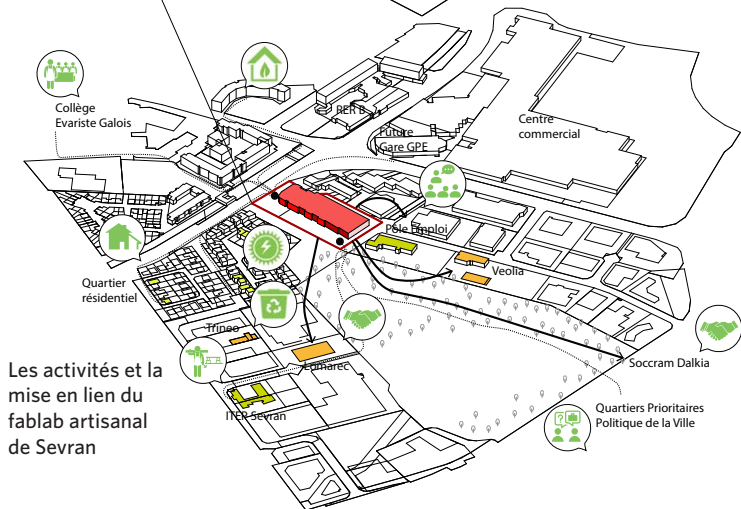 Collège
Evariste Galois
RER B
Future
Gare GPE
Centre
commercial
Pôle Emploi
Veolia
Quartier
résidentiel
Trineo
Lomarec
Soccram Dalkia
ITER Sevran
Quartiers Prioritaires
Politique de la Ville
Les activités et la
mise en lien du
fablab artisanal
de Sevran